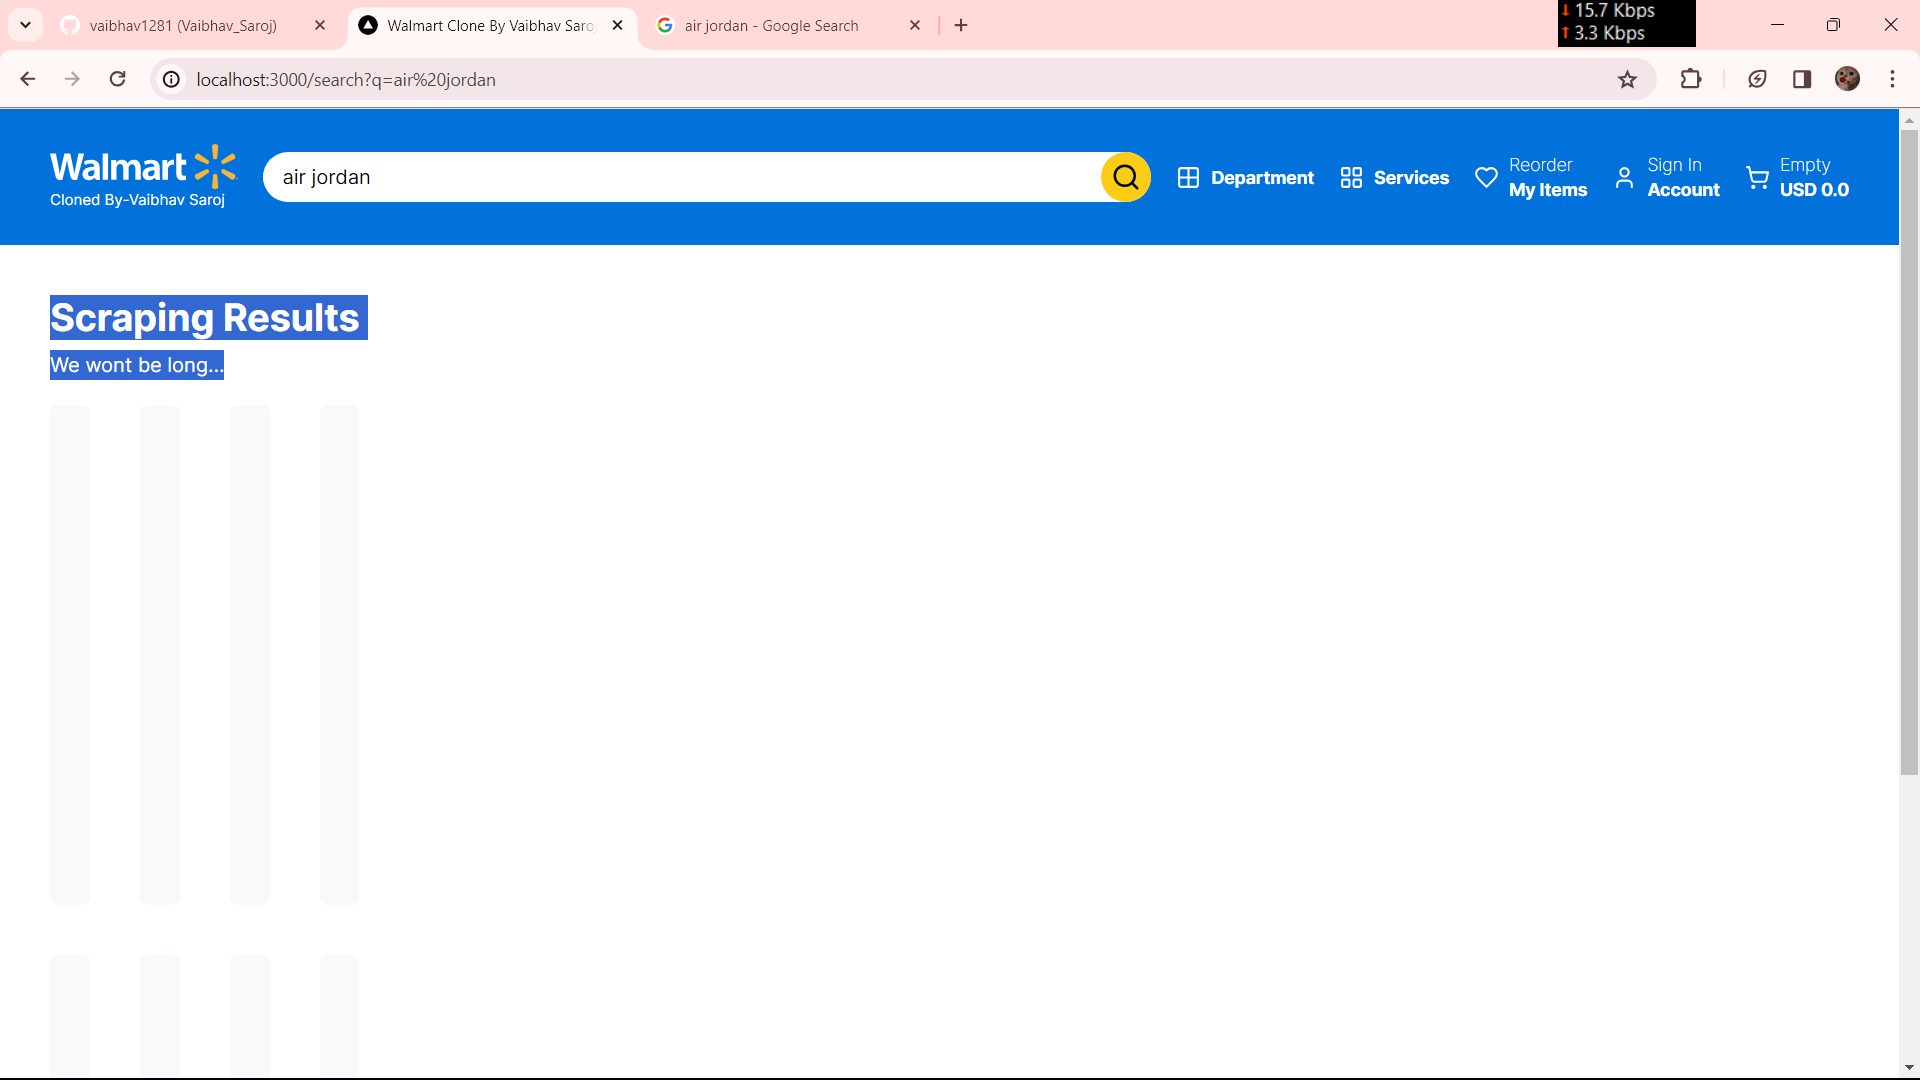 vaibhav1281 (Vaibhav_Saroj)
Walmart Clone By Vaibhav Saro
air jordan - Google Search
15.7 Kbps
3.3 Kbps
localhost:3000/search?q=air%20jordan
Walmart
Cloned By-Vaibhav Saroj
air jordan
Department
Services
Reorder
My Items
Sign In
Account
Empty
USD 0.0
Scraping Results
We wont be long...